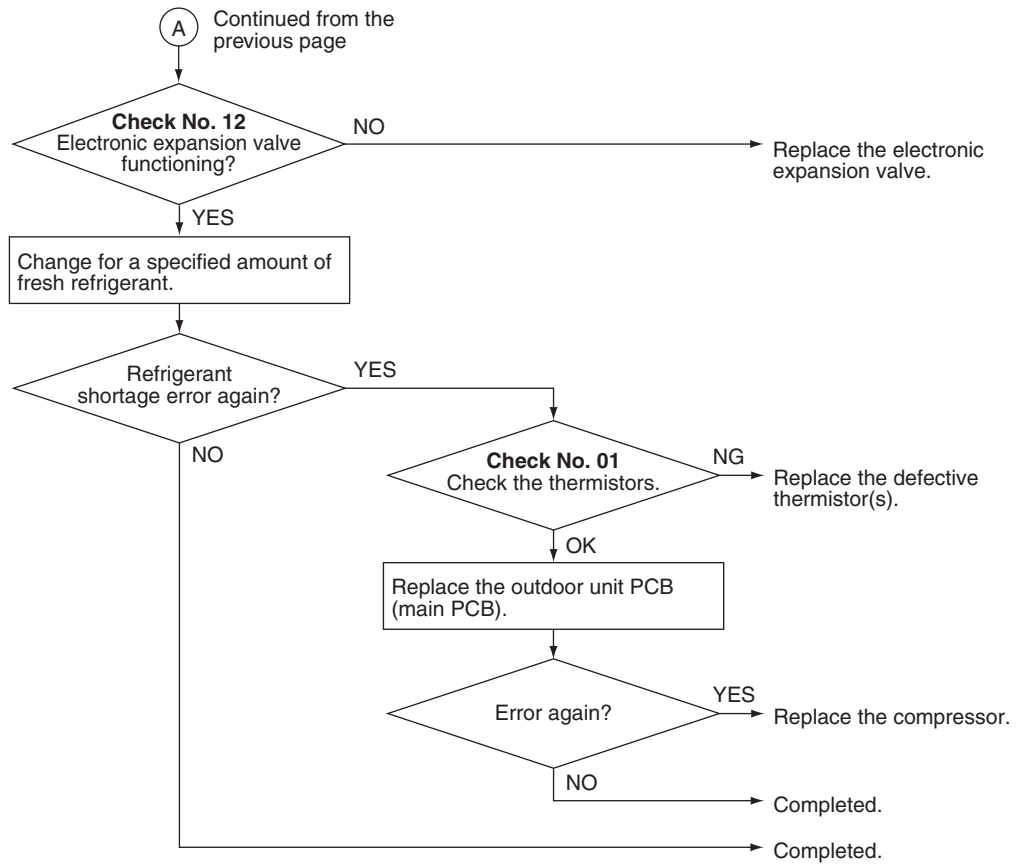 A
Continued from the
previous page
Check No. 12
Electronic expansion valve
functioning?
NO
Replace the electronic
expansion valve.
YES
Change for a specified amount of
fresh refrigerant.
Refrigerant
shortage error again?
YES
NO
Check No. 01
Check the thermistors.
NG
Replace the defective
thermistor(s).
OK
Replace the outdoor unit PCB
(main PCB).
Error again?
YES
Replace the compressor.
NO
Completed.
Completed.